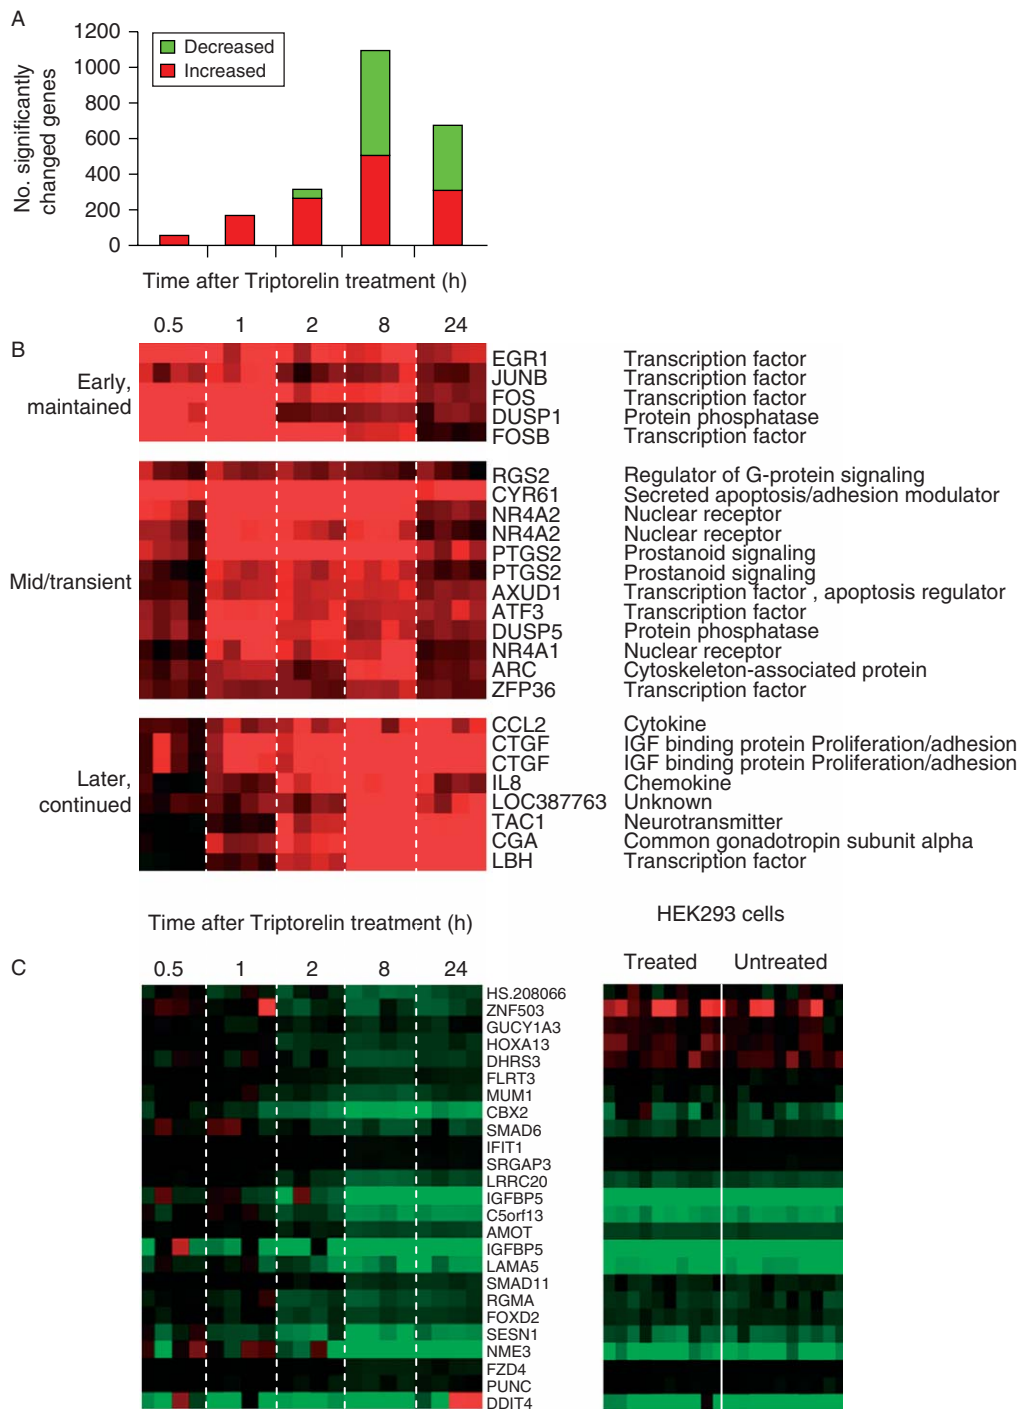 A
1200
1000
800
600
400
200
0
No. significantly
changed genes
Decreased
Increased
Time after Triptorelin treatment (h)
0.5 1 2 8 24
B
Early,
maintained
EGR1 Transcription factor
JUNB Transcription factor
FOS Transcription factor
DUSP1 Protein phosphatase
FOSB Transcription factor
Mid/transient
RGS2 Regulator of G-protein signaling
CYR61 Secreted apoptosis/adhesion modulator
NR4A2 Nuclear receptor
NR4A2 Nuclear receptor
PTGS2 Prostanoid signaling
PTGS2 Prostanoid signaling
AXUD1 Transcription factor , apoptosis regulator
ATF3 Transcription factor
DUSP5 Protein phosphatase
NR4A1 Nuclear receptor
ARC Cytoskeleton-associated protein
ZFP36 Transcription factor
Later,
continued
CCL2 Cytokine
CTGF IGF binding protein Proliferation/adhesion
CTGF IGF binding protein Proliferation/adhesion
IL8 Chemokine
LOC387763 Unknown
TAC1 Neurotransmitter
CGA Common gonadotropin subunit alpha
LBH Transcription factor
Time after Triptorelin treatment (h)
HEK293 cells
C
0.5 1 2 8 24
Treated Untreated
HS.208066
ZNF503
GUCY1A3
HOXA13
DHRS3
FLRT3
MUM1
CBX2
SMAD6
IFIT1
SRGAP3
LRRC20
IGFBP5
C5orf13
AMOT
IGFBP5
LAMA5
SMAD11
RGMA
FOXD2
SESN1
NME3
FZD4
PUNC
DDIT4